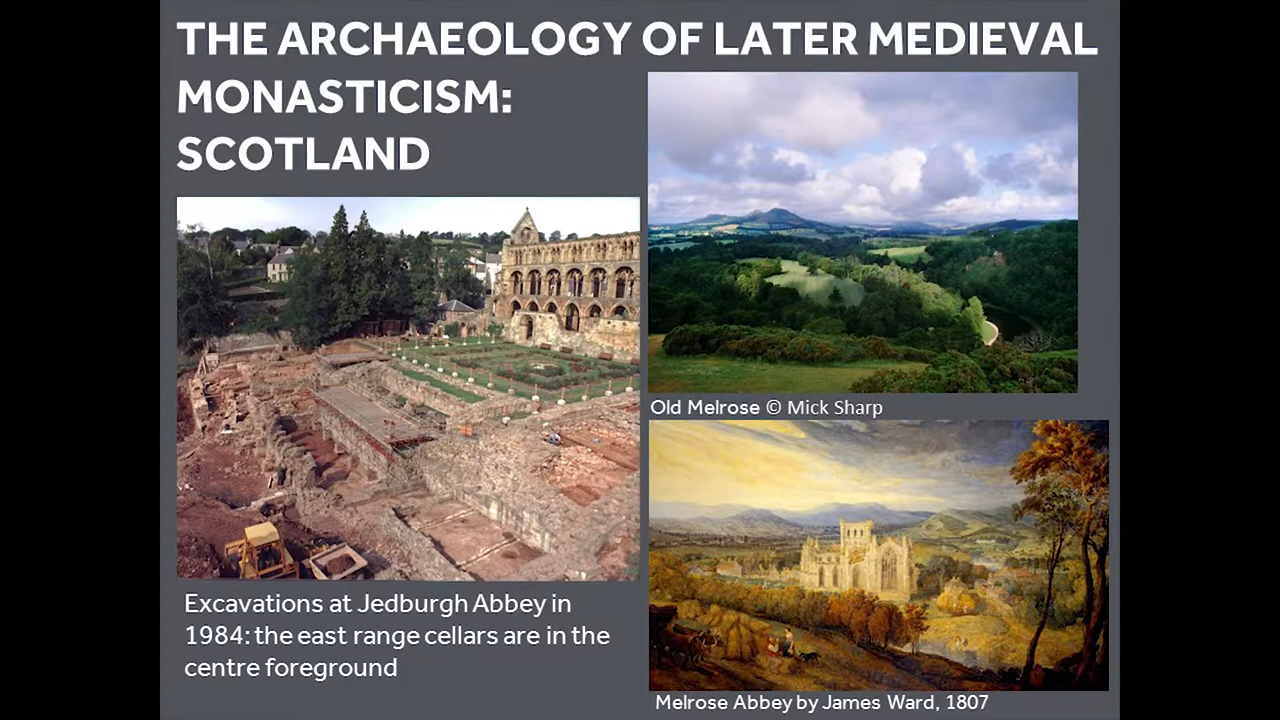 THE ARCHAEOLOGY OF LATER MEDIEVAL
MONASTICISM:
SCOTLAND
Old Melrose © Mick Sharp
Excavations at Jedburgh Abbey in
1984: the east range cellars are in the
centre foreground
Melrose Abbey by James Ward, 1807